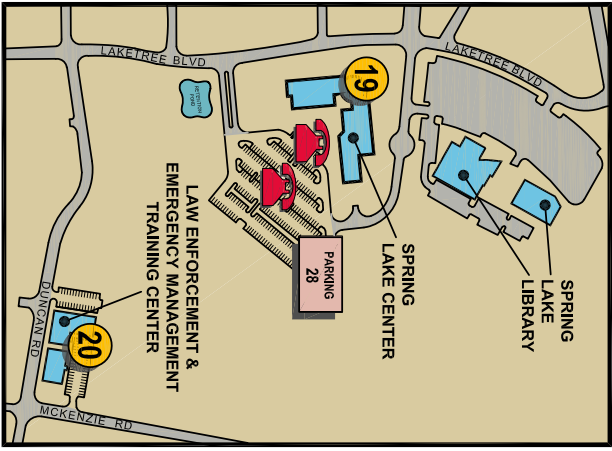 LAKETREE BLVD
LAKETREE BLVD
19
RETENTION
POND
SPRING
LAKE CENTER
SPRING
LAKE
LIBRARY
PARKING
28
LAW ENFORCEMENT &
EMERGENCY MANAGEMENT
TRAINING CENTER
DUNCAN RD
20
MCKENZIE RD